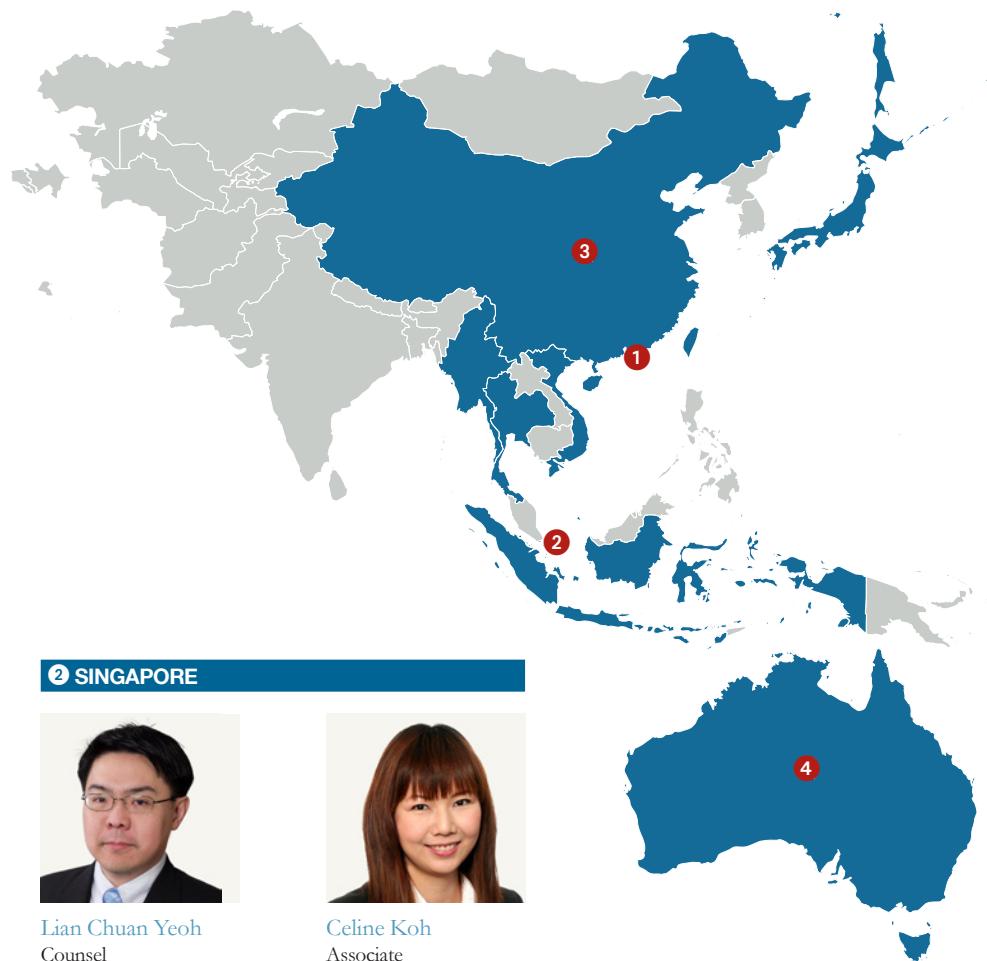 3
1
2
2 SINGAPORE
4
Lian Chuan Yeoh
Counsel
Celine Koh
Associate